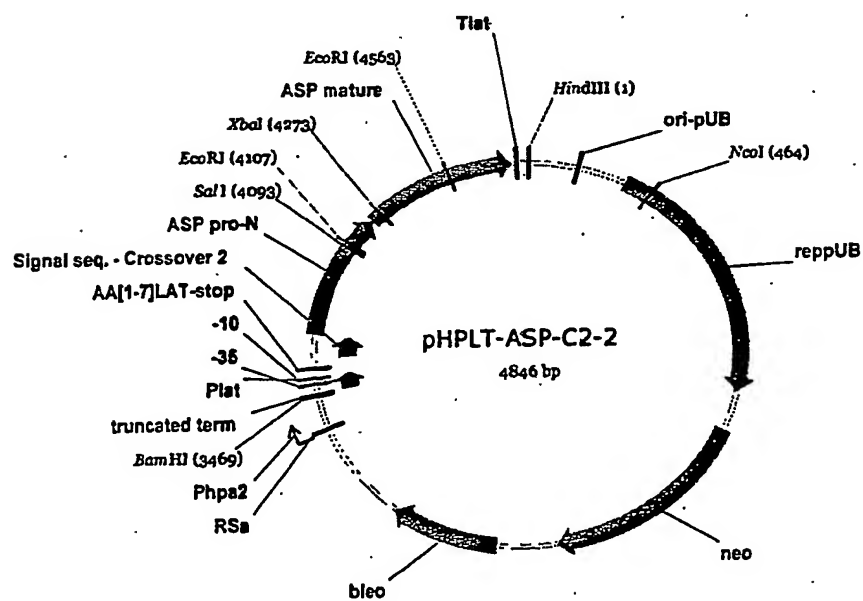 Tlat
EcoRI (4563)
HindIII (1)
ASP mature
ori-pUB
XbaI (4273)
NcoI (464)
EcoRI (4107)
SalI (4093)
ASP pro-N
reppUB
Signal seq. - Crossover 2
AA[1-7]LAT-stop
-10
pHPLT-ASP-C2-2
-35
4846 bp
Plat
truncated term
BamHI (3469)
Phpa2
RSa
neo
bleo